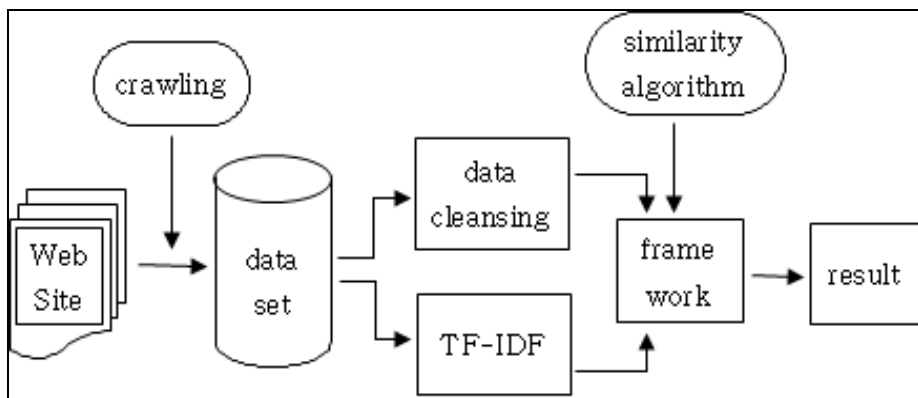 crawling
similarity
algorithm
Web
Site
data
set
data
cleansing
TF-IDF
frame
work
result